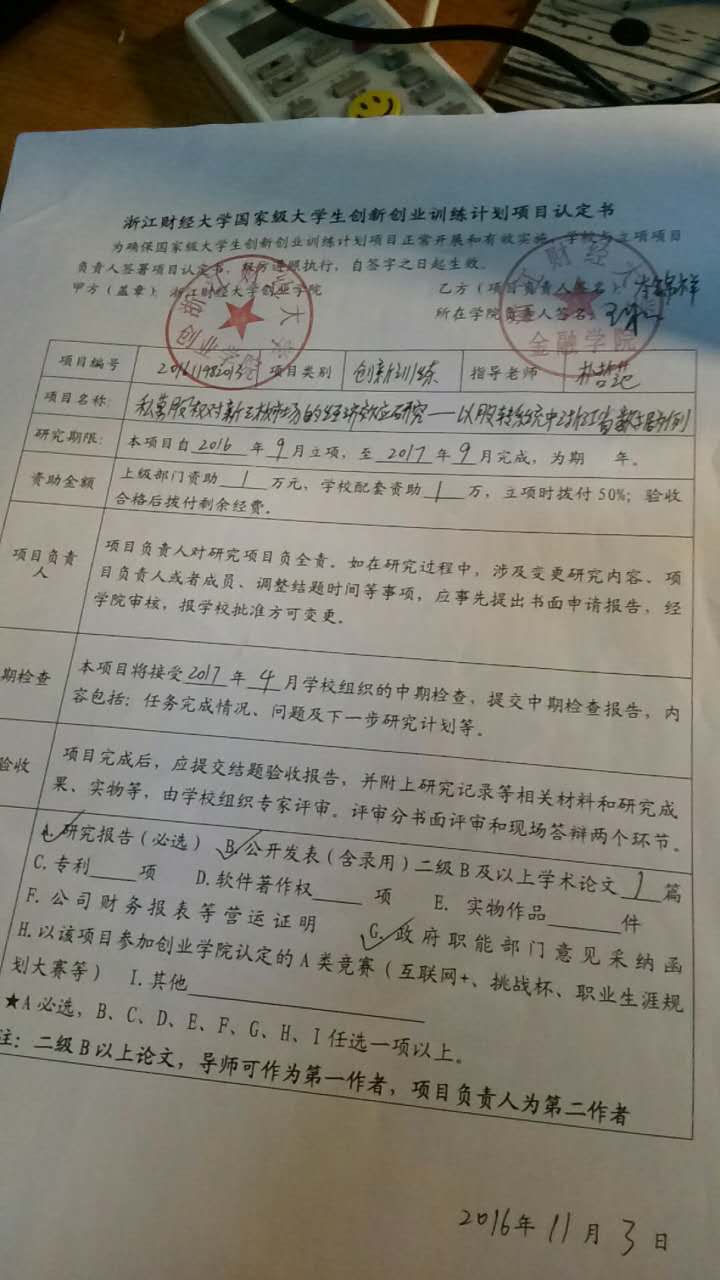 浙江财经大学国家级大学生创新创业训练计划项目认定书
为确保国家级大学生创新创业训练计划项目正常开展和有效实施，学校与立项项目
负责人签署项目认定书，双方遵照执行，自签字之日起生效。
甲方（盖章）：浙江财经大学创业学院 乙方（项目负责人签名）：
所在学院负责人签名：
金融学院
项目编号 项目类别 创新训练 指导老师
项目名称： 私募股权对新三板市场的经济效应研究——以股转系统中浙江省数据为例
研究期限： 本项目自 2016 年 9 月立项，至 2017 年 9 月完成，为期 年。
资助金额 上级部门资助 1 万元、学校配套资助 1 万，立项时拨付 50%；验收
合格后拨付剩余经费。
项目负责人 项目负责人对研究项目负全责。如在研究过程中，涉及变更研究内容、项
目负责人或者成员、调整结题时间等事项，应事先提出书面申请报告，经
学院审核，报学校批准方可变更。
期检查 本项目将接受 2017 年 4 月学校组织的中期检查，提交中期检查报告，内
容包括：任务完成情况、问题及下一步研究计划等。
验收 项目完成后，应提交结题验收报告，并附上研究记录等相关材料和研究成
果、实物等，由学校组织专家评审。评审分书面评审和现场答辩两个环节。
A.研究报告（必选） B.公开发表（含录用）二级B及以上学术论文 1 篇
C.专利____项 D.软件著作权____ 项 E. 实物作品____件
F. 公司财务报表等营运证明 G.政府职能部门意见采纳函
H.以该项目参加创业学院认定的A类竞赛（互联网+、挑战杯、职业生涯规
划大赛等） I.其他____
★A必选，B、C、D、E、F、G、H、I任选一项以上。
注：二级B以上论文，导师可作为第一作者，项目负责人为第二作者
2016年 11 月 3 日